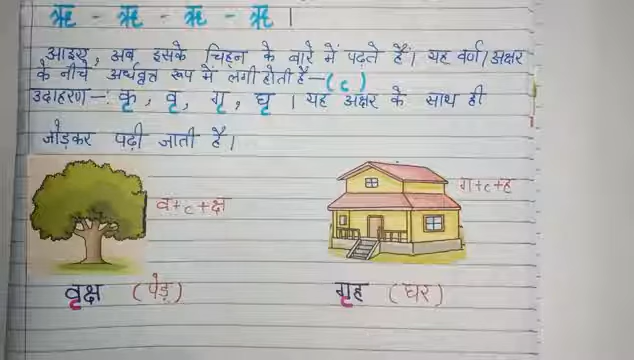 ऋ - ऋ - ऋ - ऋ ।
आइए, अब इसके चिह्न के बारे में पढ़ते हैं। यह वर्ण/अक्षर
के नीचे अर्धवृत्त रूप में लगी होती है-(c)
उदाहरण-: कृ, वृ, गृ, घृ । यह अक्षर के साथ ही
जोड़कर पढ़ी जाती है।
व+c+क्ष
ग+c+ह
वृक्ष (पेड़)
गृह (घर)